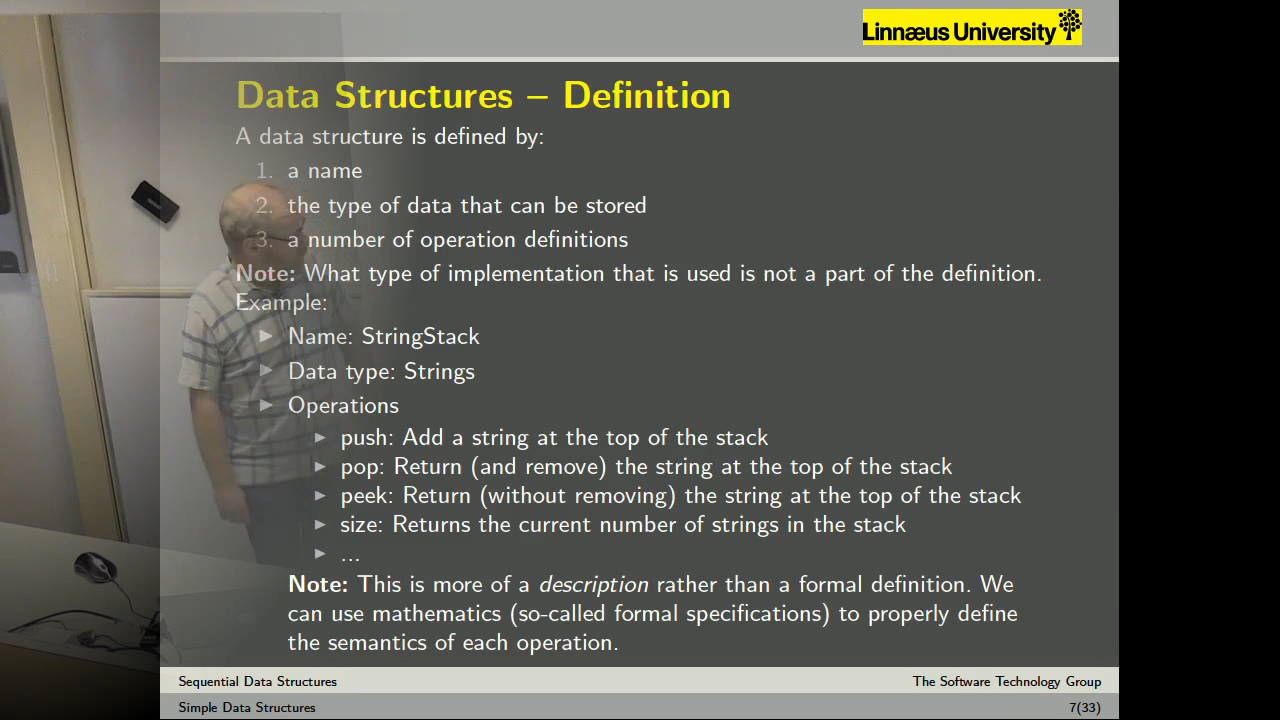 Linnæus University
Data Structures – Definition
A data structure is defined by:
1. a name
2. the type of data that can be stored
3. a number of operation definitions
Note: What type of implementation that is used is not a part of the definition.
Example:
▶ Name: StringStack
▶ Data type: Strings
▶ Operations
▶ push: Add a string at the top of the stack
▶ pop: Return (and remove) the string at the top of the stack
▶ peek: Return (without removing) the string at the top of the stack
▶ size: Returns the current number of strings in the stack
▶ ...
Note: This is more of a description rather than a formal definition. We
can use mathematics (so-called formal specifications) to properly define
the semantics of each operation.
Sequential Data Structures
The Software Technology Group
Simple Data Structures
7(33)